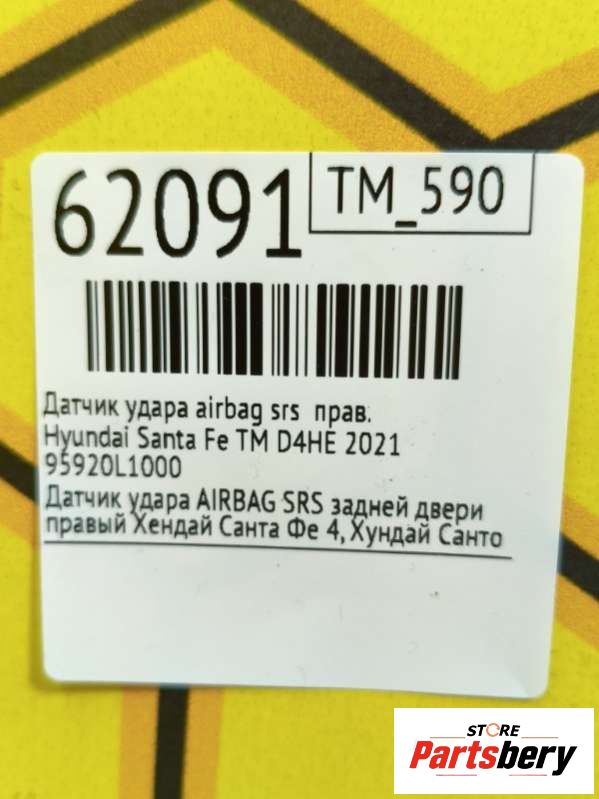 62091
TM_590
Датчик удара airbag srs прав.
Hyundai Santa Fe TM D4HE 2021
95920L1000
Датчик удара AIRBAG SRS задней двери
правый Хендай Санта Фе 4, Хундай Санто
STORE
Partsbery